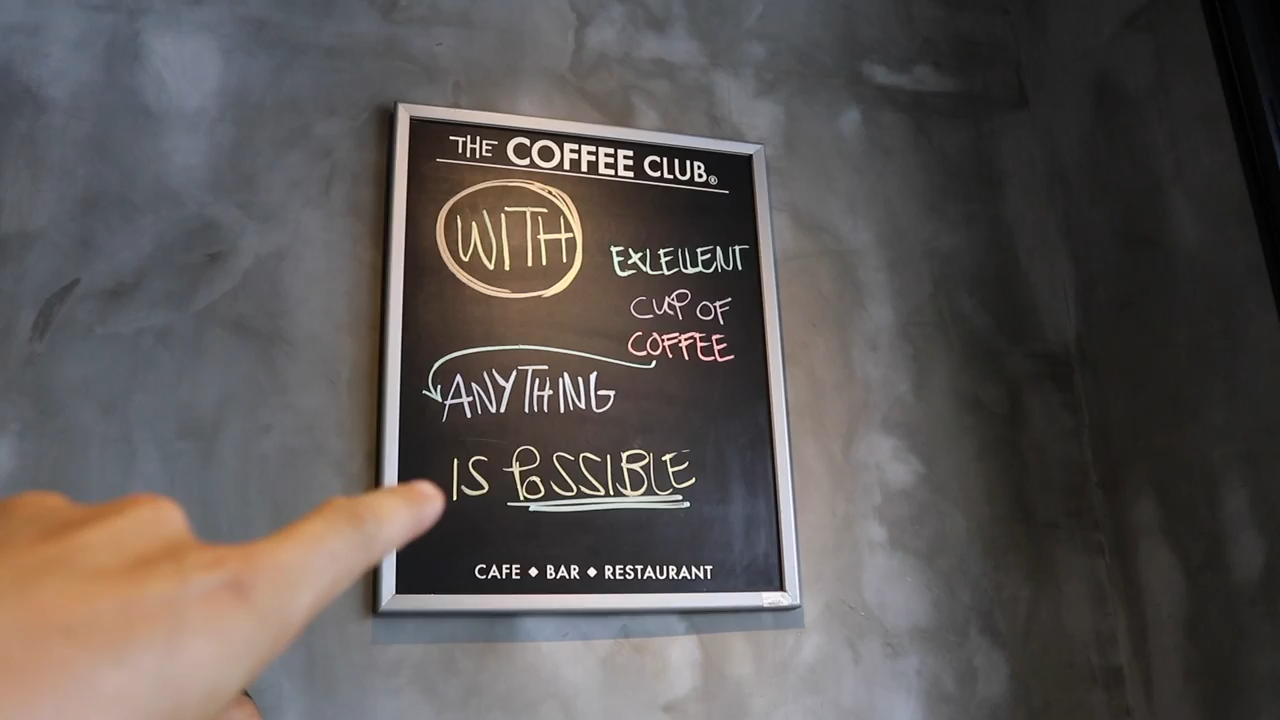 THE COFFEE CLUB®
WITH
EXLELLENT
CUP OF
COFFEE
ANYTHING
IS POSSIBLE
CAFE ◆ BAR ◆ RESTAURANT